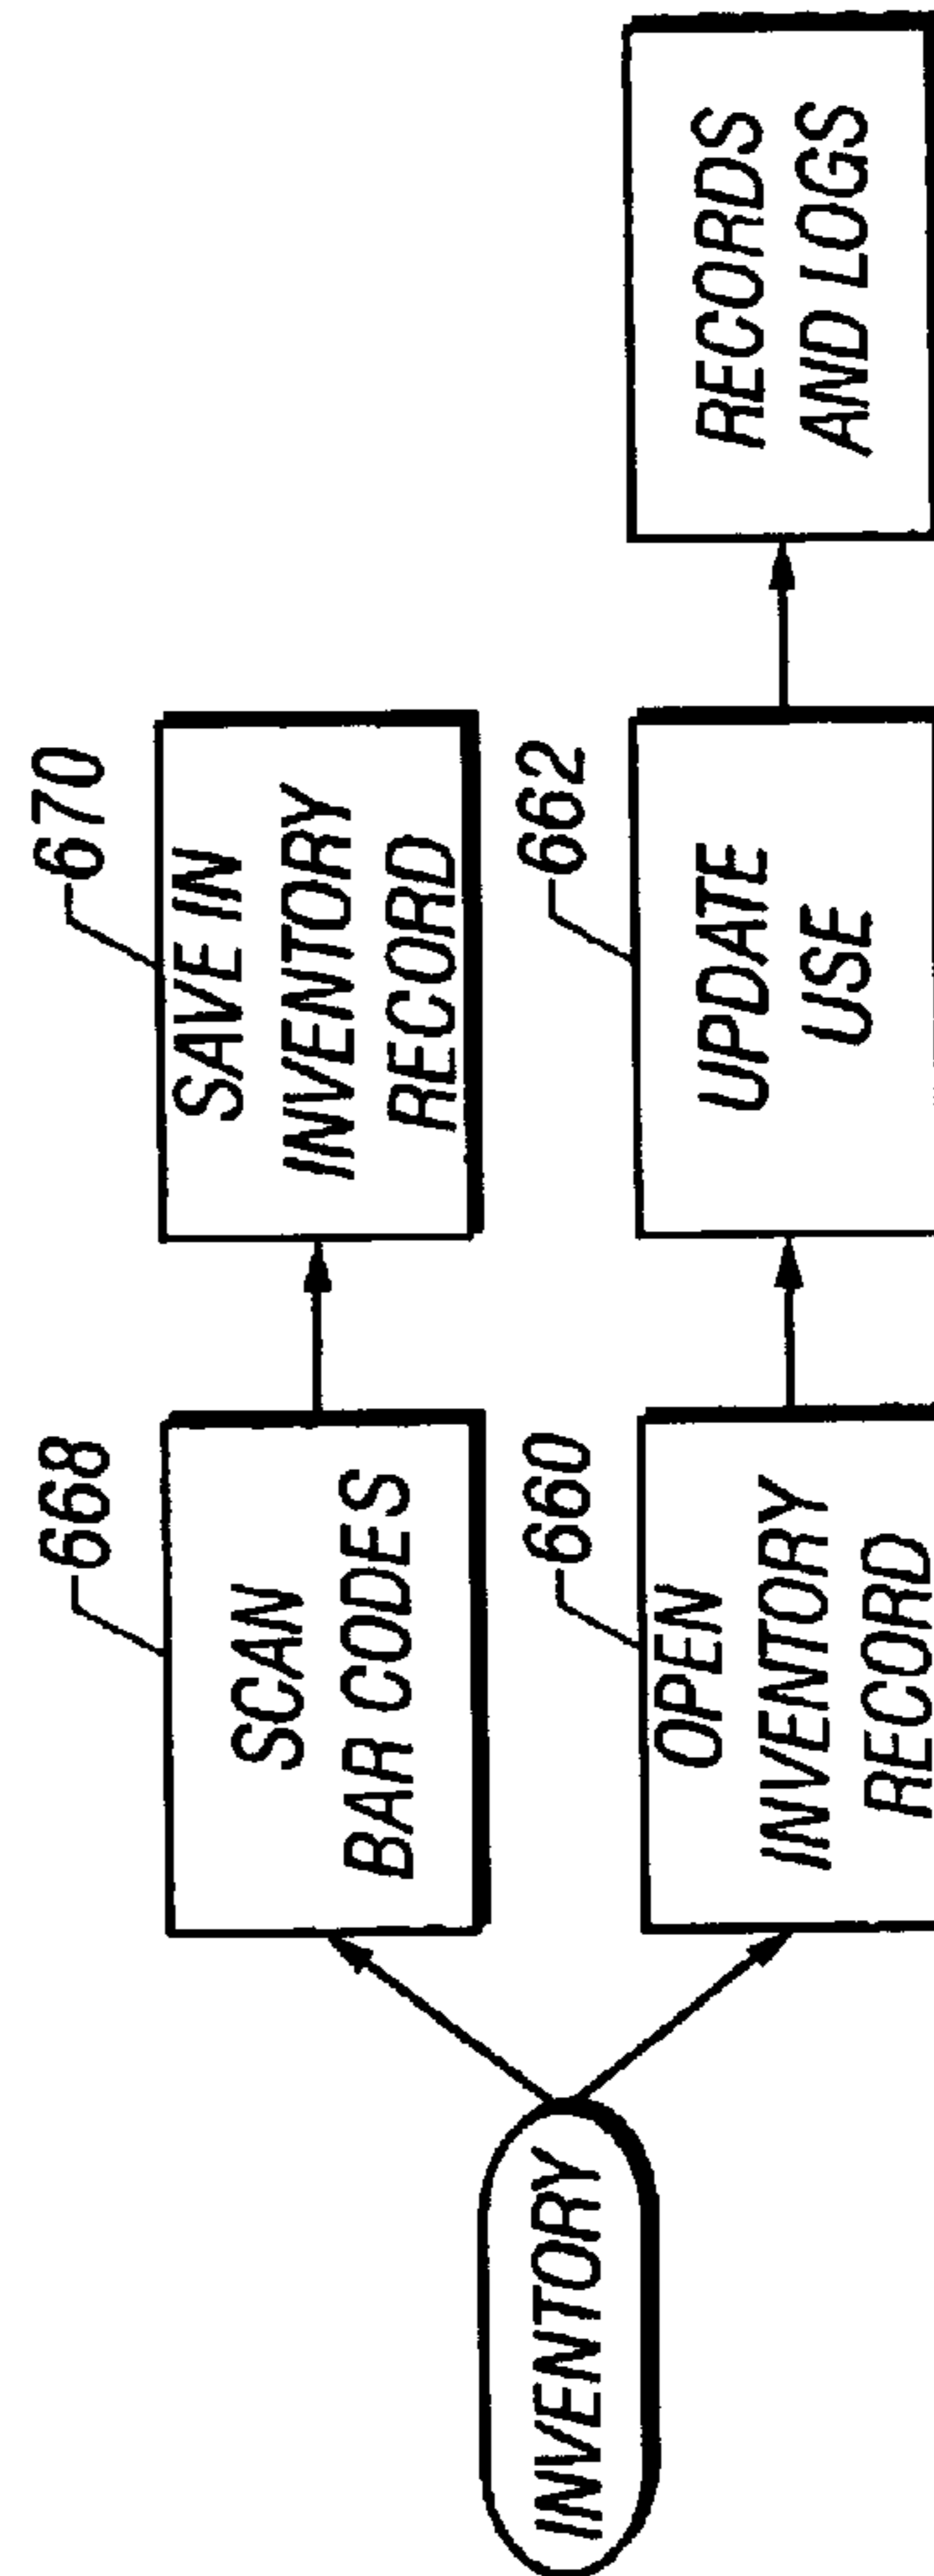 INVENTORY
668
SCAN
BAR CODES
670
SAVE IN
INVENTORY
RECORD
660
OPEN
INVENTORY
RECORD
662
UPDATE
USE
RECORDS
AND LOGS